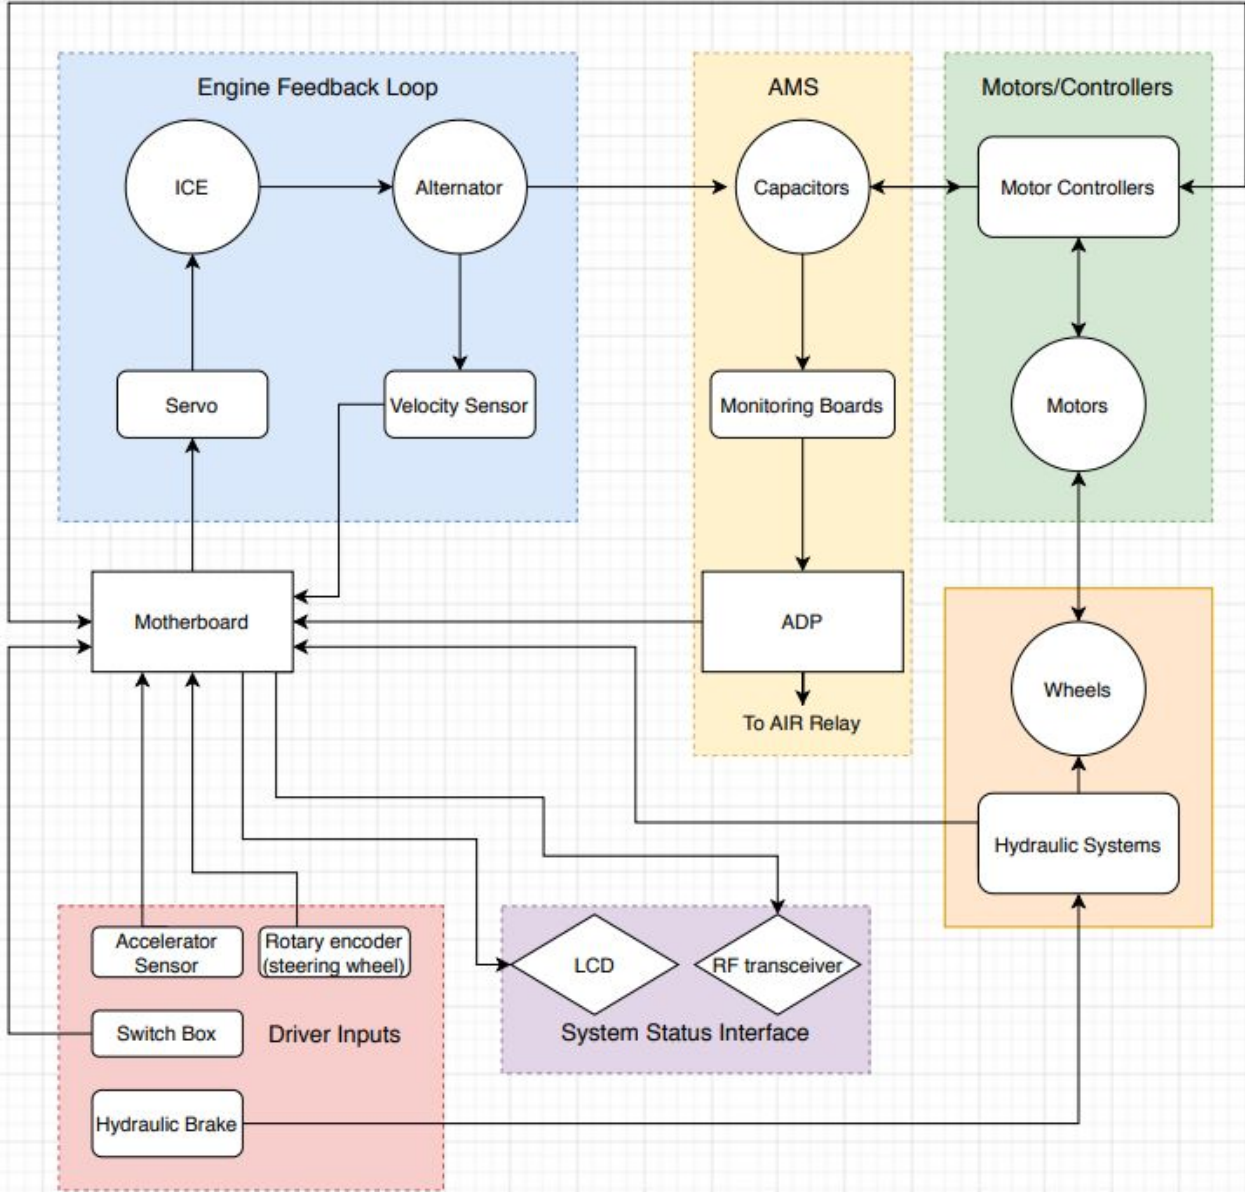 Engine Feedback Loop
AMS
Motors/Controllers
ICE
Alternator
Capacitors
Motor Controllers
Servo
Velocity Sensor
Monitoring Boards
Motors
Motherboard
ADP
To AIR Relay
Wheels
Hydraulic Systems
Accelerator
Sensor
Rotary encoder
(steering wheel)
LCD
RF transceiver
Switch Box
Driver Inputs
System Status Interface
Hydraulic Brake